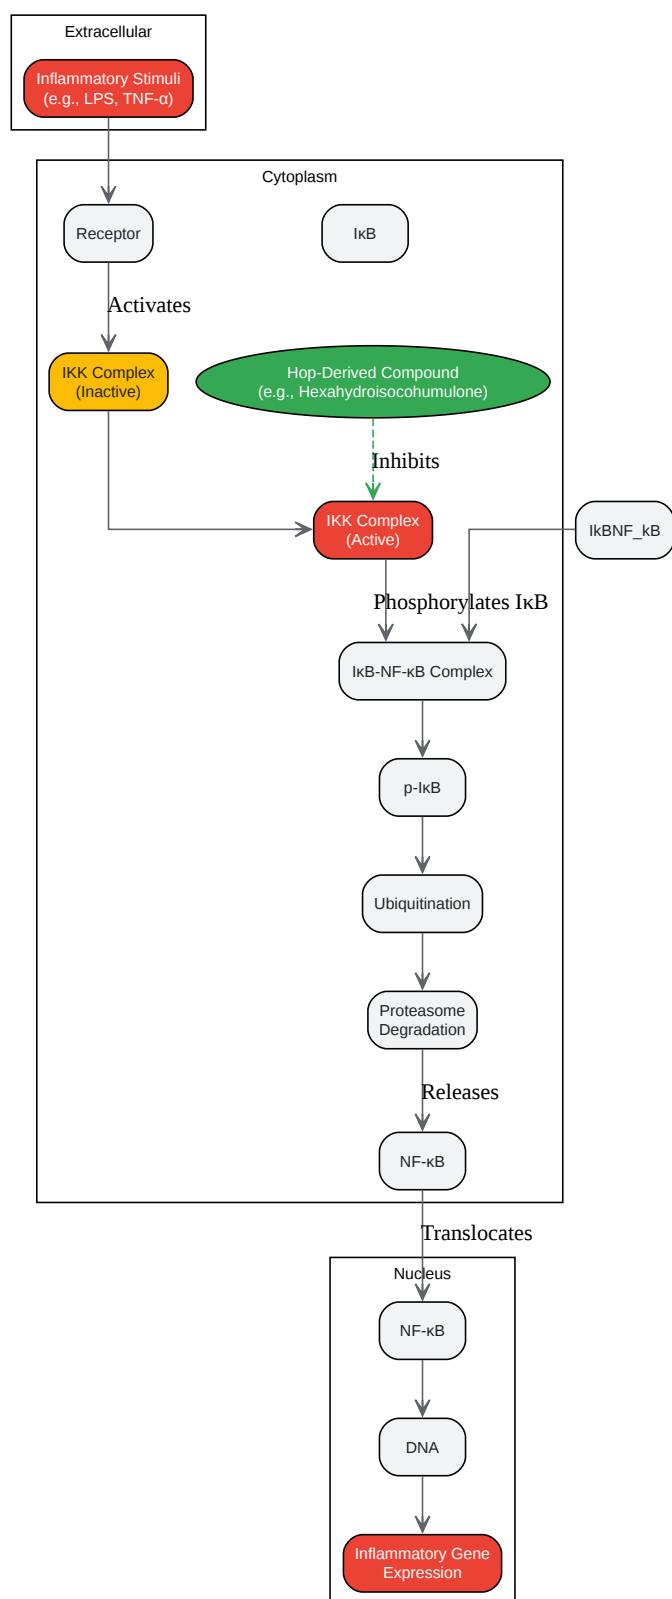 Extracellular
Inflammatory Stimuli
(e.g., LPS, TNF-α)
Cytoplasm
Receptor
IκB
Activates
IKK Complex
(Inactive)
Hop-Derived Compound
(e.g., Hexahydroisocohumulone)
Inhibits
IKK Complex
(Active)
IkBNF_kB
Phosphorylates IκB
IκB-NF-κB Complex
p-IκB
Ubiquitination
Proteasome
Degradation
Releases
NF-κB
Translocates
Nucleus
NF-κB
DNA
Inflammatory Gene
Expression